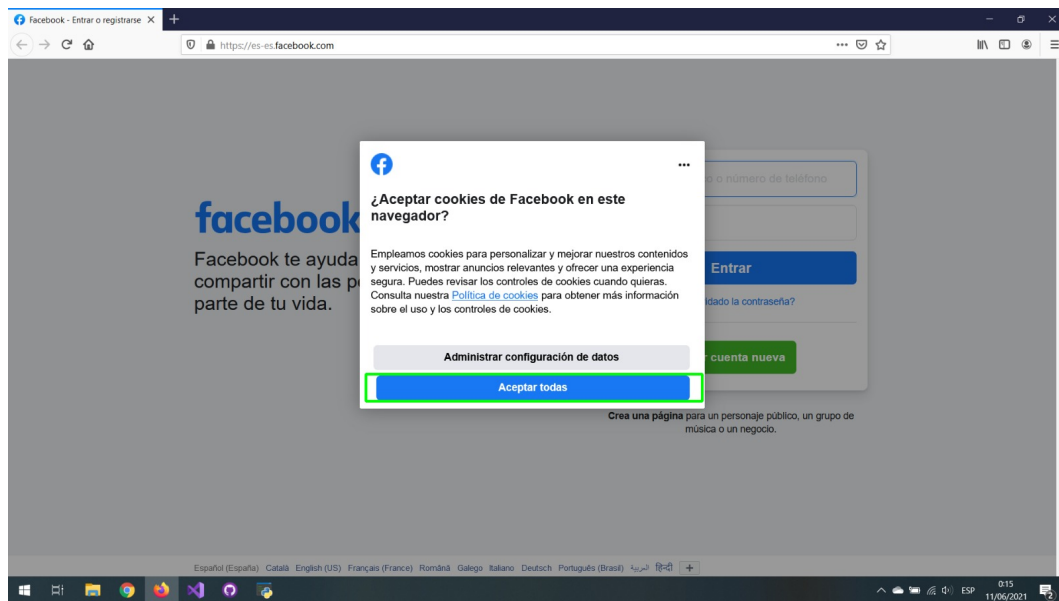 Facebook - Entrar o registrarse
https://es-es.facebook.com
¿Aceptar cookies de Facebook en este
navegador?
Empleamos cookies para personalizar y mejorar nuestros contenidos
y servicios, mostrar anuncios relevantes y ofrecer una experiencia
segura. Puedes revisar los controles de cookies cuando quieras.
Consulta nuestra Política de cookies para obtener más información
sobre el uso y los controles de cookies.
Administrar configuración de datos
Aceptar todas
facebook
Facebook te ayuda
compartir con las
parte de tu vida.
o número de teléfono
Entrar
la contraseña?
cuenta nueva
Crea una página para un personaje público, un grupo de
música o un negocio.
Español (España) Català English (US) Français (France) Română Galego Italiano Deutsch Português (Brasil) العربية हिन्दी
ESP
0:15
11/06/2021
2